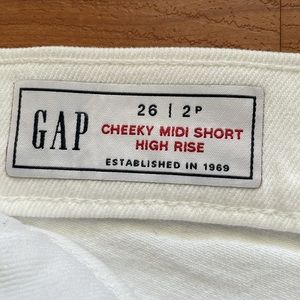 GAP
26 | 2P
CHEEKY MIDI SHORT
HIGH RISE
ESTABLISHED IN 1969